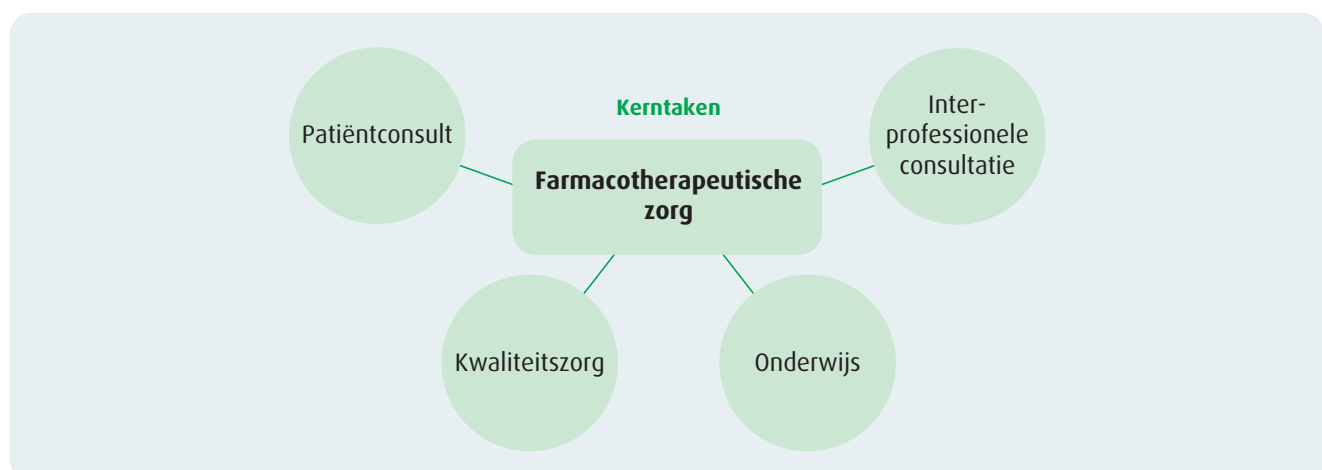 Kerntaken
Patiëntconsult
Farmacotherapeutische
zorg
Inter-
professionele
consultatie
Kwaliteitszorg
Onderwijs